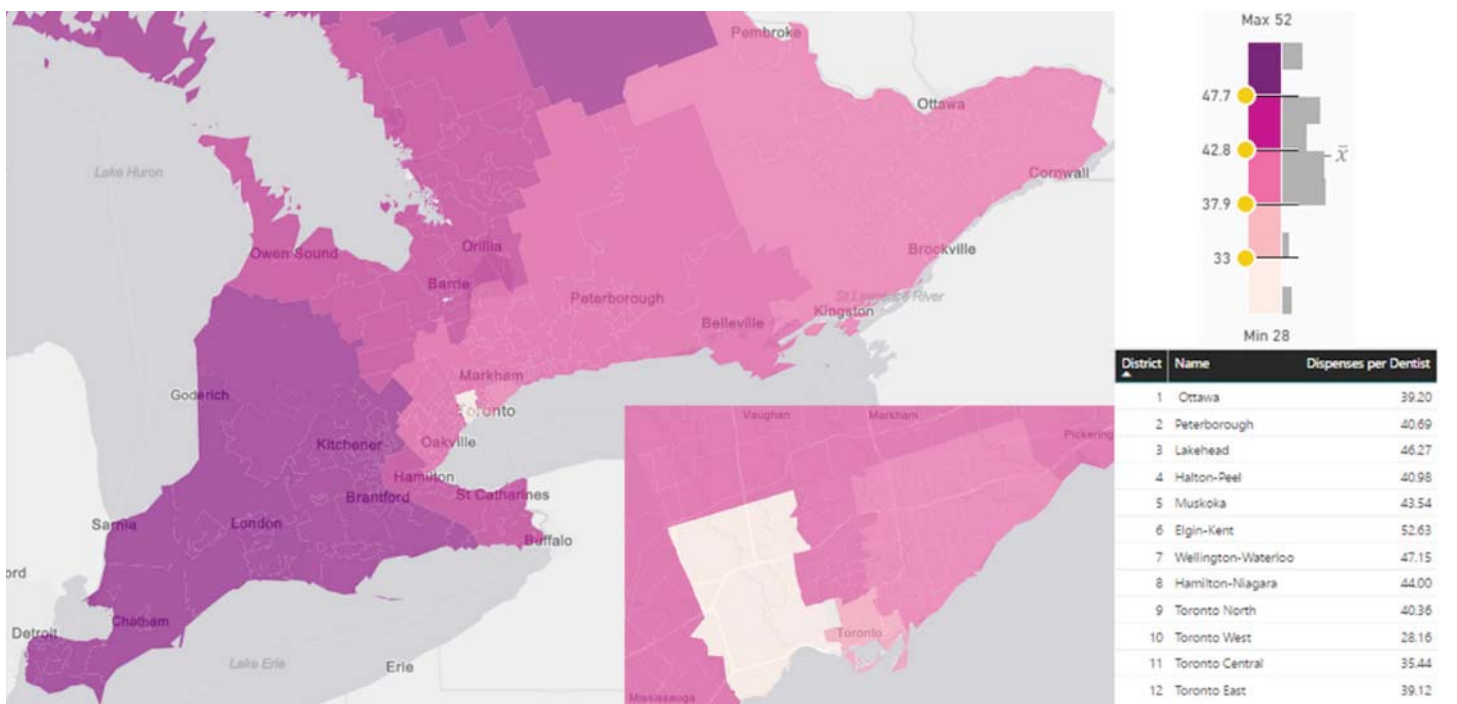 Pembroke
Ottawa
Lake Huron
Cornwall
Owen Sound
Orillia
Brockville
Barrie
Peterborough
St Lawrence River
Belleville
Kingston
Markham
Goderich
Toronto
Kitchener
Oakville
Hamilton
Brantford
St Catharines
Sarnia
London
Buffalo
ord
Chatham
Detroit
Lake Erie
Erie
Vaughan
Markham
Pickering
Toronto
Mississauga
Max 52
47.7
42.8
x̄
37.9
33
Min 28
District Name Dispenses per Dentist
1 Ottawa 39.20
2 Peterborough 40.69
3 Lakehead 46.27
4 Halton-Peel 40.98
5 Muskoka 43.54
6 Elgin-Kent 52.63
7 Wellington-Waterloo 47.15
8 Hamilton-Niagara 44.00
9 Toronto North 40.36
10 Toronto West 28.16
11 Toronto Central 35.44
12 Toronto East 39.12